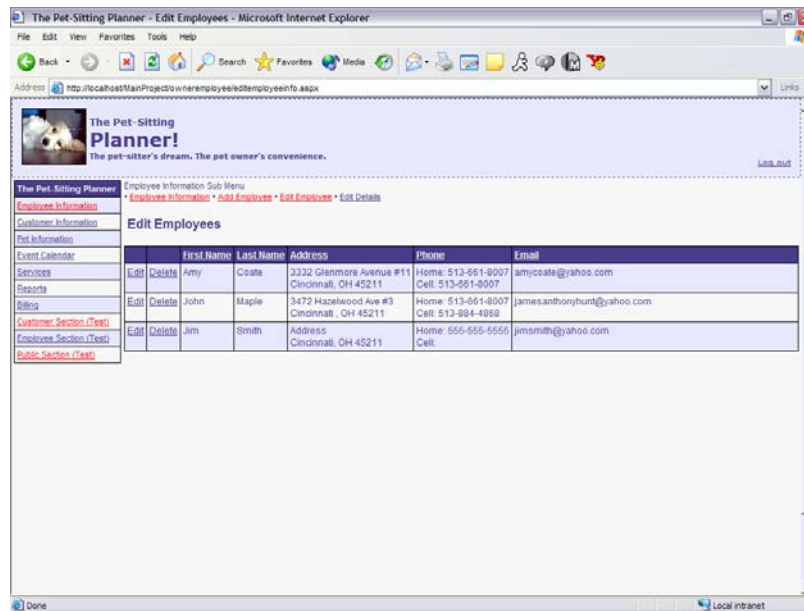 The Pet-Sitting Planner - Edit Employees - Microsoft Internet Explorer
File Edit View Favorites Tools Help
Back Search Favorites Media
Address http://localhost/MainProject/owneremployee/editemployeeinfo.aspx Links
The Pet-Sitting
Planner!
The pet-sitter's dream. The pet owner's convenience.
Log out
The Pet-Sitting Planner
Employee Information
Customer Information
Pet Information
Event Calendar
Services
Reports
Billing
Customer Section (Test)
Employee Section (Test)
Public Section (Test)
Employee Information Sub Menu
• Employee Information • Add Employee • Edit Employee • Edit Details
Edit Employees
First Name Last Name Address Phone Email
Edit Delete Amy Coate 3332 Glenmore Avenue #11 Home: 513-661-8007 amycoate@yahoo.com
Cincinnati, OH 45211 Cell: 513-661-8007
Edit Delete John Maple 3472 Hazelwood Ave #3 Home: 513-661-8007 jamesanthonyhunt@yahoo.com
Cincinnati , OH 45211 Cell: 513-884-4868
Edit Delete Jim Smith Address Home: 555-555-5555 jimsmith@yahoo.com
Cincinnati, OH 45211 Cell:
Done Local intranet